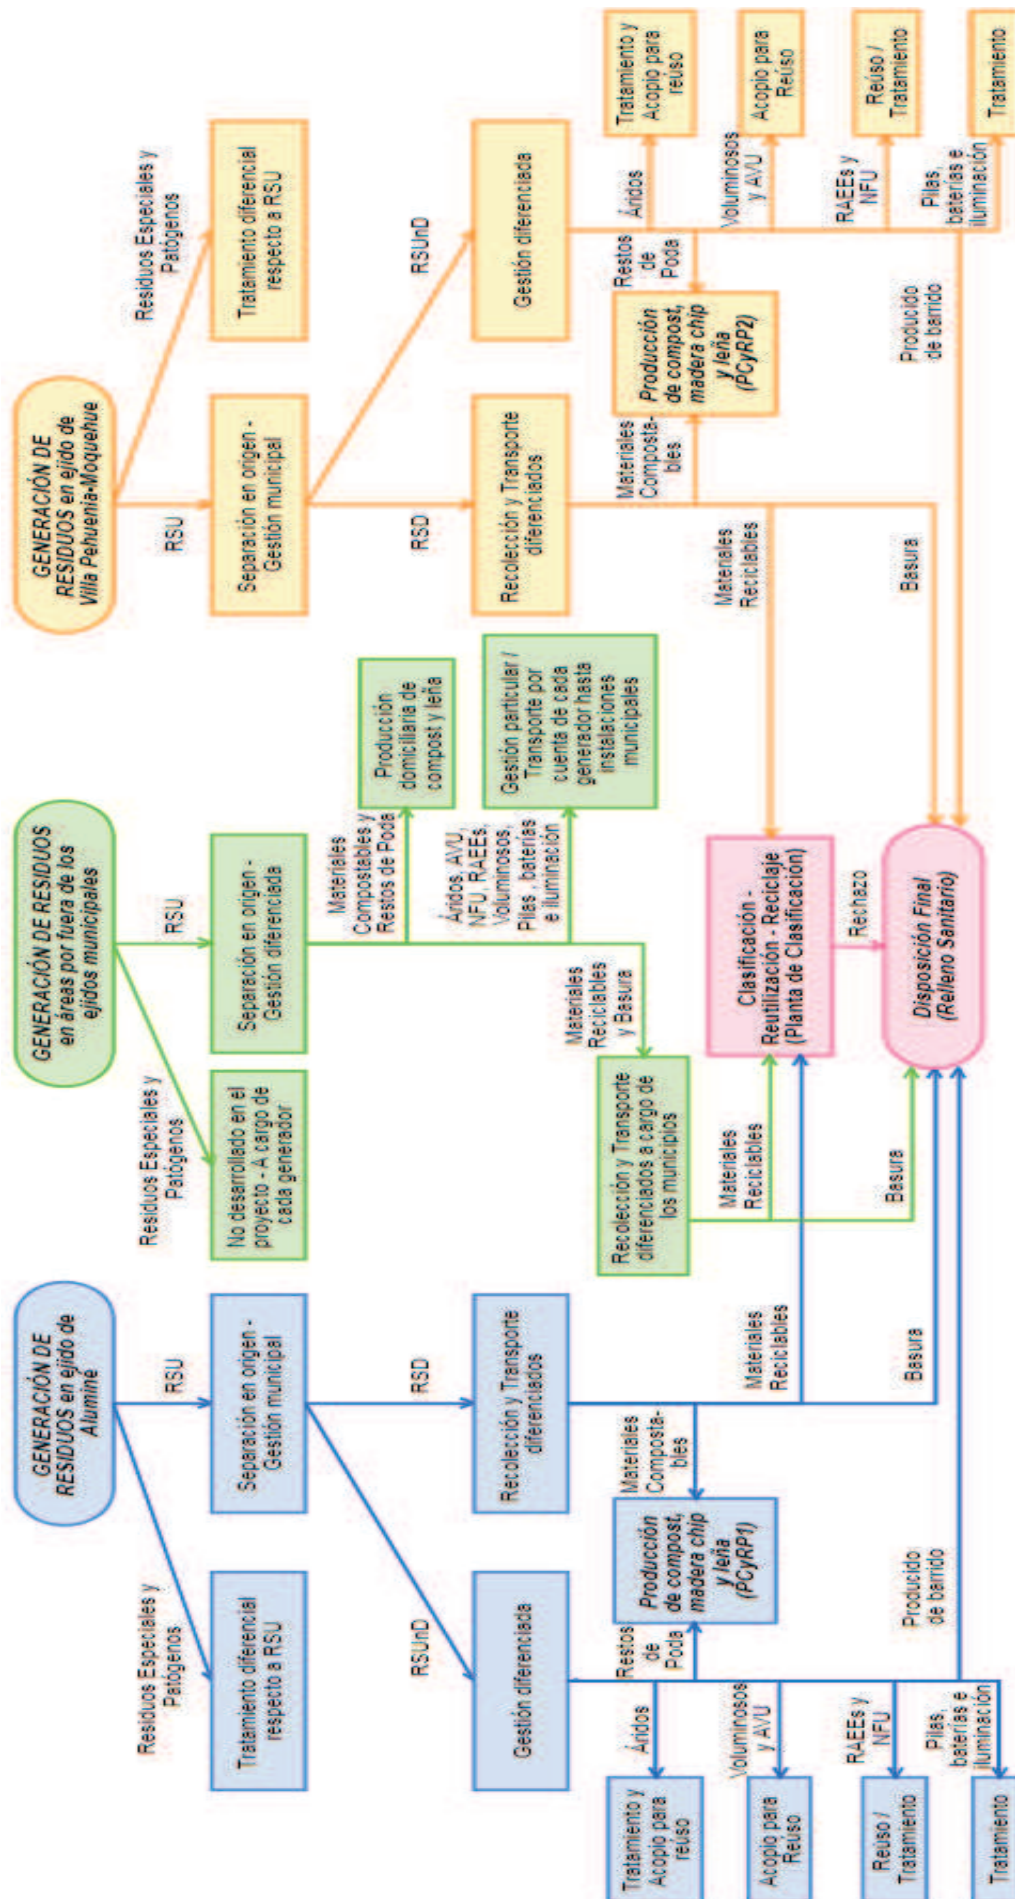 GENERACIÓN DE
RESIDUOS en ejido de
Aluminé
Residuos Especiales y
Patógenos
RSU
Tratamiento diferencial
respecto a RSU
Separación en origen -
Gestión municipal
RSUnD
RSD
Gestión diferenciada
Recolección y Transporte
diferenciados
Áridos
Tratamiento y
Acopio para
reúso
Restos
de
Poda
Producción
de compost,
madera chip
y leña
(PCyRP1)
Materiales
Composta-
bles
Voluminosos
y AVU
Acopio para
Reúso
RAEEs y
NFU
Reúso /
Tratamiento
Pilas,
baterías e
iluminación
Tratamiento
Producido
de barrido
Materiales
Reciclables
Basura
GENERACIÓN DE RESIDUOS
en áreas por fuera de los
ejidos municipales
Residuos Especiales y
Patógenos
RSU
No desarrollado en el
proyecto - A cargo de
cada generador
Separación en origen -
Gestión diferenciada
Materiales
Compostables y
Restos de Poda
Producción
domiciliaria de
compost y leña
Áridos, AVU,
NFU, RAEEs,
Voluminosos,
Pilas, baterías
e iluminación
Gestión particular /
Transporte por
cuenta de cada
generador hasta
instalaciones
municipales
Materiales
Reciclables
y Basura
Recolección y Transporte
diferenciados a cargo de
los municipios
Materiales
Reciclables
Basura
Clasificación -
Reutilización - Reciclaje
(Planta de Clasificación)
Rechazo
Disposición Final
(Relleno Sanitario)
GENERACIÓN DE
RESIDUOS en ejido de
Villa Pehuenia-Moquehue
RSU
Residuos Especiales y
Patógenos
Separación en origen -
Gestión municipal
Tratamiento diferencial
respecto a RSU
RSD
RSUnD
Recolección y Transporte
diferenciados
Gestión diferenciada
Materiales
Composta-
bles
Producción
de compost,
madera chip
y leña
(PCyRP2)
Restos
de
Poda
Áridos
Tratamiento y
Acopio para
reúso
Voluminosos
y AVU
Acopio para
Reúso
RAEEs y
NFU
Reúso /
Tratamiento
Pilas,
baterías e
iluminación
Tratamiento
Materiales
Reciclables
Basura
Producido
de barrido